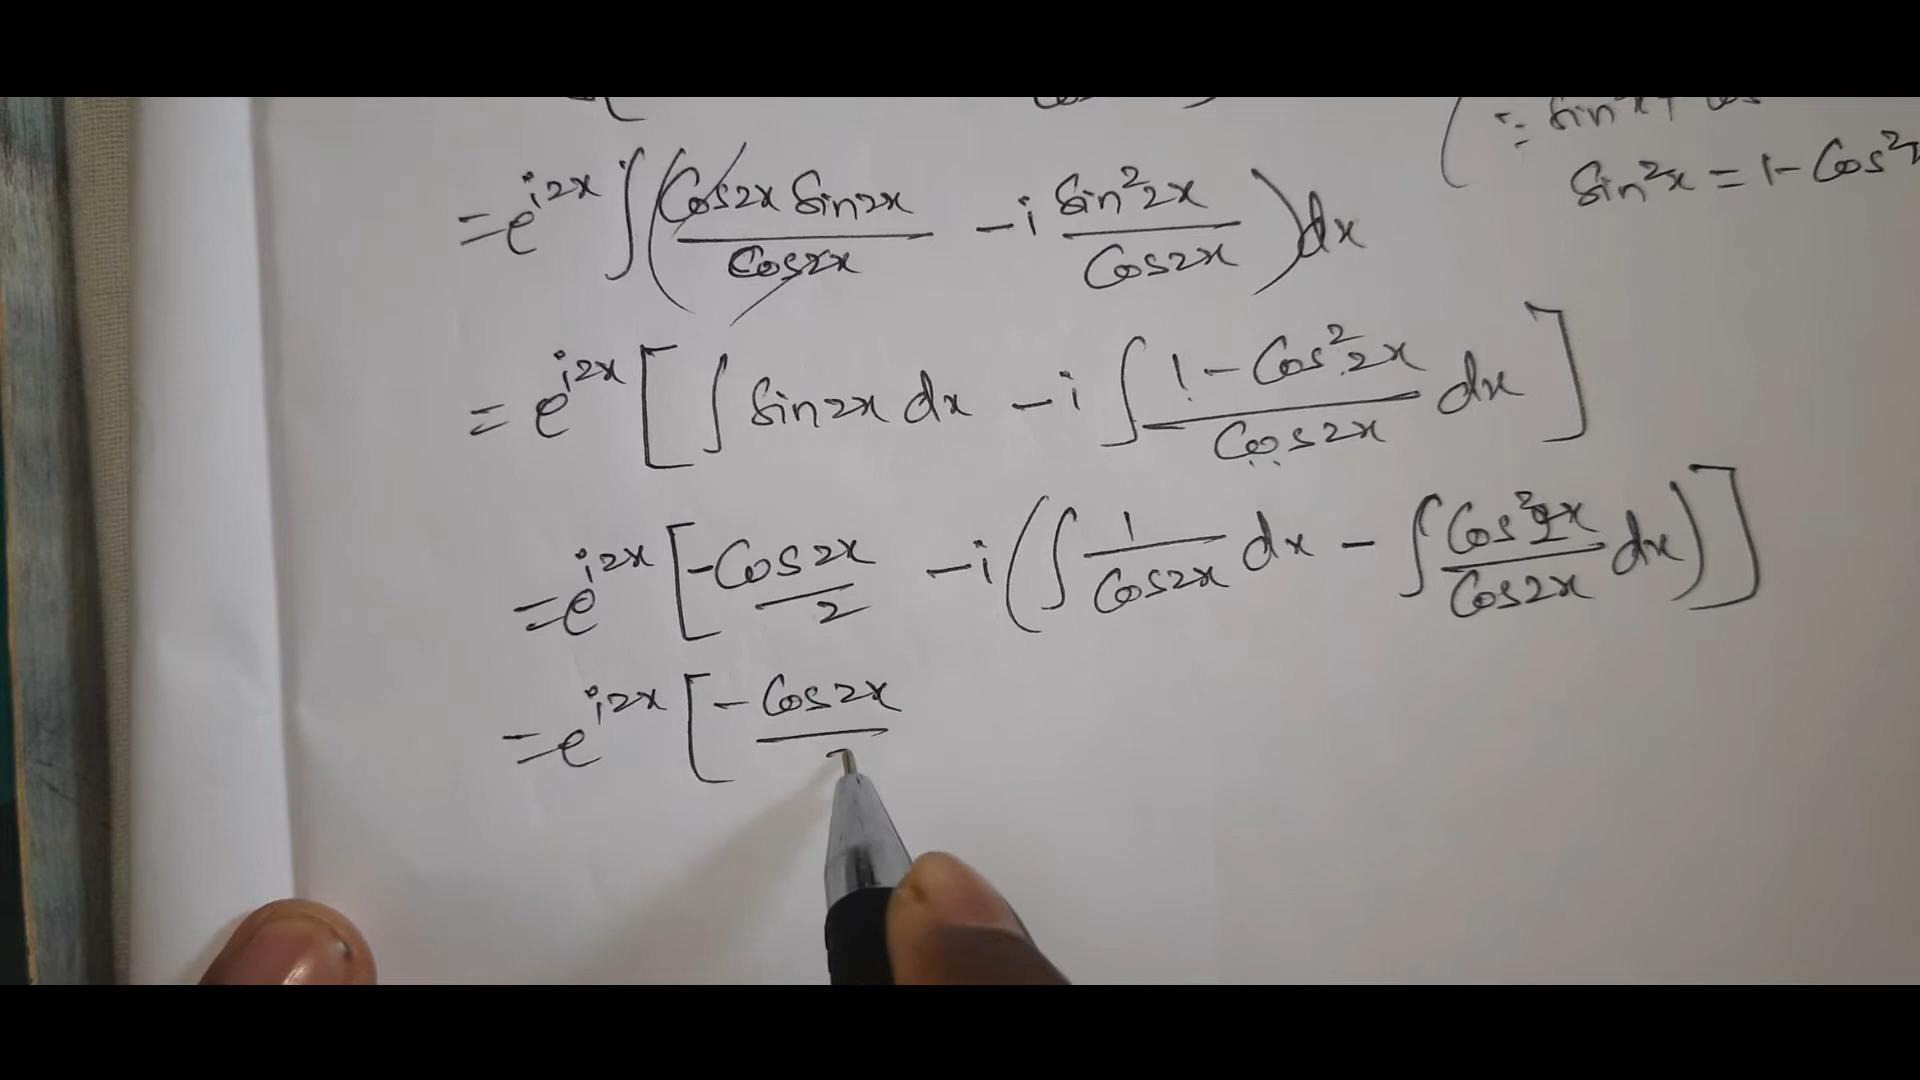 ∵ sin²x +
sin²x = 1 - Cos²
= e^{i2x} ∫ ( Cos2x Sin2x / Cos2x - i Sin²2x / Cos2x ) dx
= e^{i2x} [ ∫ Sin2x dx - i ∫ 1 - Cos²2x / Cos2x dx ]
= e^{i2x} [ -Cos2x / 2 - i ( ∫ 1 / Cos2x dx - ∫ Cos²2x / Cos2x dx ) ]
= e^{i2x} [ - Cos2x /